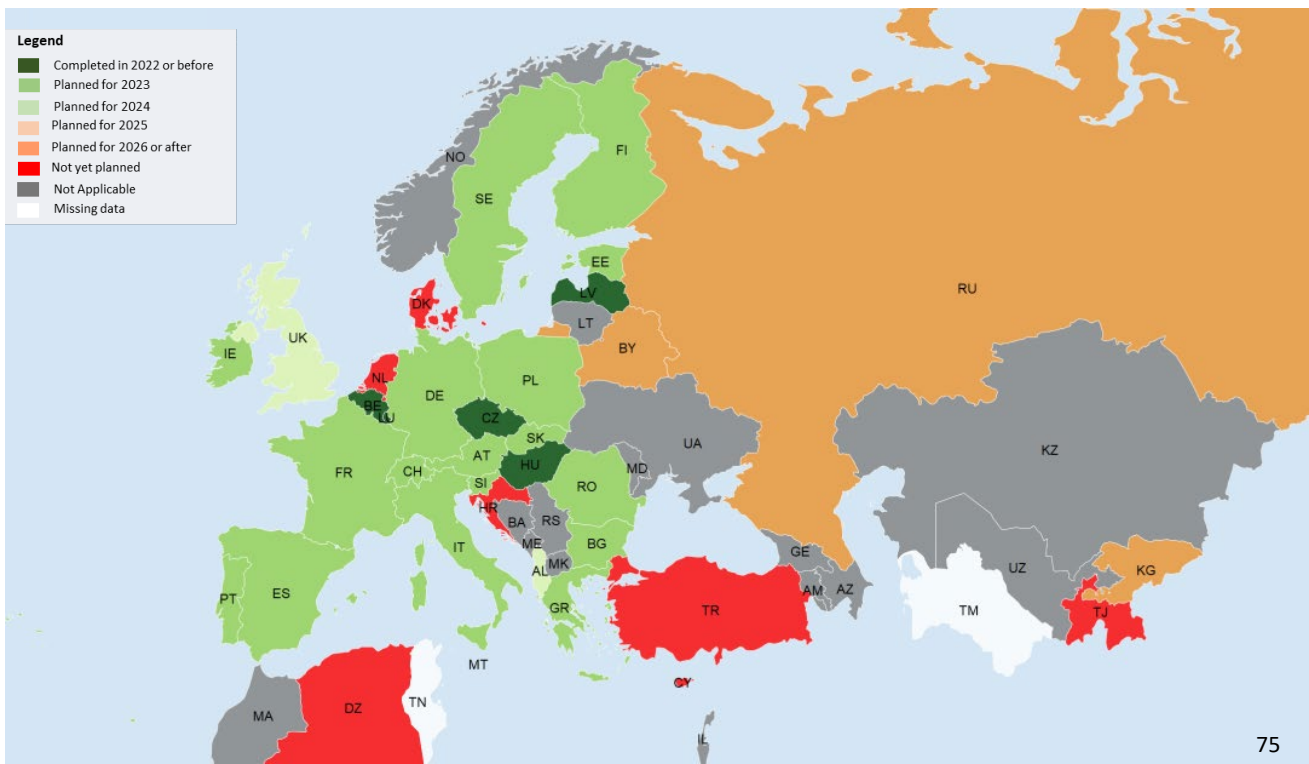 Legend
Completed in 2022 or before
Planned for 2023
Planned for 2024
Planned for 2025
Planned for 2026 or after
Not yet planned
Not Applicable
Missing data
NO
FI
SE
EE
RU
LV
DK
LT
UK
BY
IE
NL
PL
DE
BE
LU
CZ
SK
UA
KZ
AT
HU
MD
FR
CH
SI
RO
HR
BA
RS
IT
ME
BG
MK
GE
AL
UZ
KG
AM
AZ
PT
ES
GR
TR
TM
TJ
MT
CY
TN
DZ
MA
IL
75